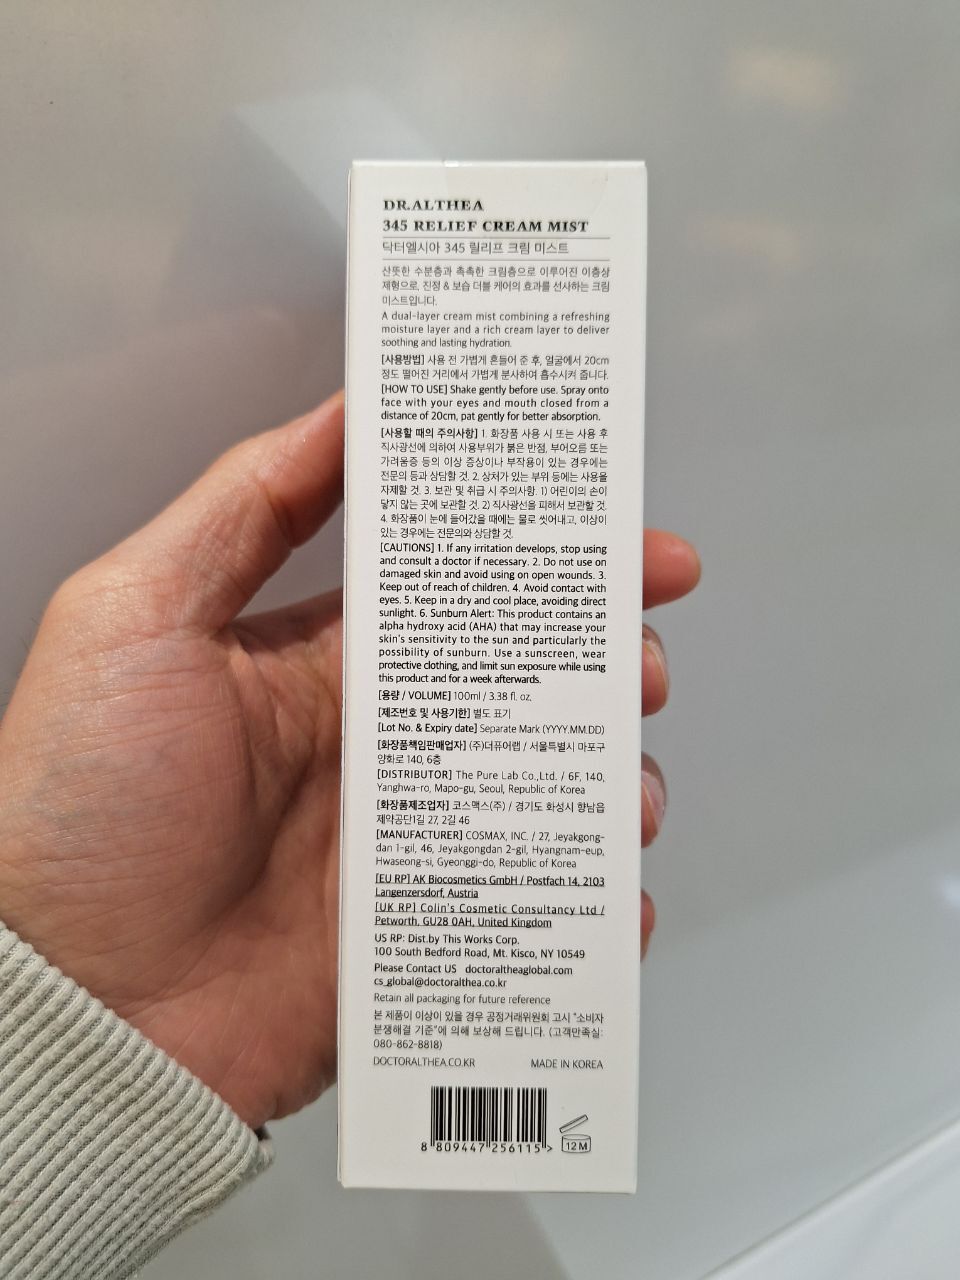 DR.ALTHEA
345 RELIEF CREAM MIST
닥터엘시아 345 릴리프 크림 미스트
산뜻한 수분층과 촉촉한 크림층으로 이루어진 이층상
제형으로, 진정 & 보습 더블 케어의 효과를 선사하는 크림
미스트입니다.
A dual-layer cream mist combining a refreshing
moisture layer and a rich cream layer to deliver
soothing and lasting hydration.
[사용방법] 사용 전 가볍게 흔들어 준 후, 얼굴에서 20cm
정도 떨어진 거리에서 가볍게 분사하여 흡수시켜 줍니다.
[HOW TO USE] Shake gently before use. Spray onto
face with your eyes and mouth closed from a
distance of 20cm, pat gently for better absorption.
[사용할 때의 주의사항] 1. 화장품 사용 시 또는 사용 후
직사광선에 의하여 사용부위가 붉은 반점, 부어오름 또는
가려움증 등의 이상 증상이나 부작용이 있는 경우에는
전문의 등과 상담할 것. 2. 상처가 있는 부위 등에는 사용을
자제할 것. 3. 보관 및 취급 시 주의사항. 1) 어린이의 손이
닿지 않는 곳에 보관할 것. 2) 직사광선을 피해서 보관할 것.
4. 화장품이 눈에 들어갔을 때에는 물로 씻어내고, 이상이
있는 경우에는 전문의와 상담할 것.
[CAUTIONS] 1. If any irritation develops, stop using
and consult a doctor if necessary. 2. Do not use on
damaged skin and avoid using on open wounds. 3.
Keep out of reach of children. 4. Avoid contact with
eyes. 5. Keep in a dry and cool place, avoiding direct
sunlight. 6. Sunburn Alert: This product contains an
alpha hydroxy acid (AHA) that may increase your
skin's sensitivity to the sun and particularly the
possibility of sunburn. Use a sunscreen, wear
protective clothing, and limit sun exposure while using
this product and for a week afterwards.
[용량 / VOLUME] 100ml / 3.38 fl. oz.
[제조번호 및 사용기한] 별도 표기
[Lot No. & Expiry date] Separate Mark (YYYY.MM.DD)
[화장품책임판매업자] (주)더퓨어랩 / 서울특별시 마포구
양화로 140, 6층
[DISTRIBUTOR] The Pure Lab Co.,Ltd. / 6F, 140,
Yanghwa-ro, Mapo-gu, Seoul, Republic of Korea
[화장품제조업자] 코스맥스(주) / 경기도 화성시 향남읍
제약공단1길 27, 2길 46
[MANUFACTURER] COSMAX, INC. / 27, Jeyakgong-
dan 1-gil, 46, Jeyakgongdan 2-gil, Hyangnam-eup,
Hwaseong-si, Gyeonggi-do, Republic of Korea
[EU RP] AK Biocosmetics GmbH / Postfach 14, 2103
Langenzersdorf, Austria
[UK RP] Colin's Cosmetic Consultancy Ltd /
Petworth, GU28 0AH, United Kingdom
US RP: Dist.by This Works Corp.
100 South Bedford Road, Mt. Kisco, NY 10549
Please Contact US doctoraltheaglobal.com
cs_global@doctoralthea.co.kr
Retain all packaging for future reference
본 제품이 이상이 있을 경우 공정거래위원회 고시 "소비자
분쟁해결 기준"에 의해 보상해 드립니다. (고객만족실:
080-862-8818)
DOCTORALTHEA.CO.KR MADE IN KOREA
8 809447 256115 >
12M